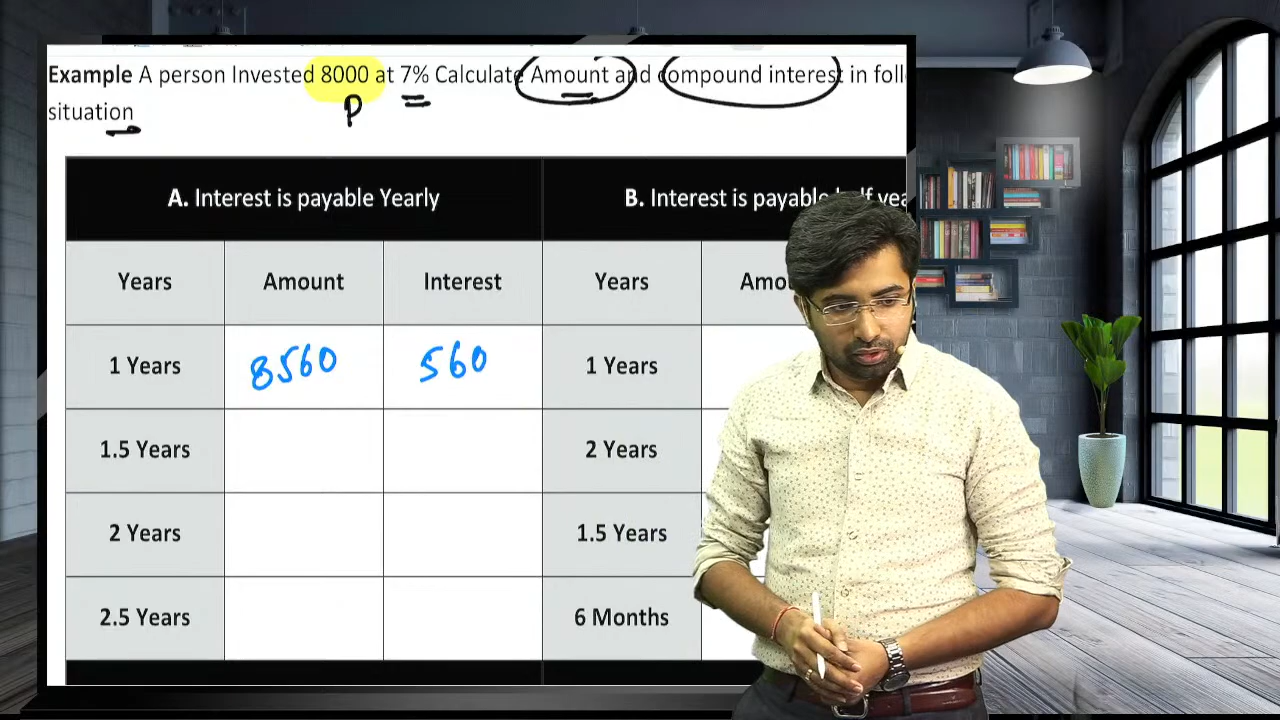 Example A person Invested 8000 at 7% Calculate Amount and compound interest in
situation
P
A. Interest is payable Yearly
B. Interest is payable half
Years Amount Interest Years
1 Years 8560 560 1 Years
1.5 Years 2 Years
2 Years 1.5 Years
2.5 Years 6 Months